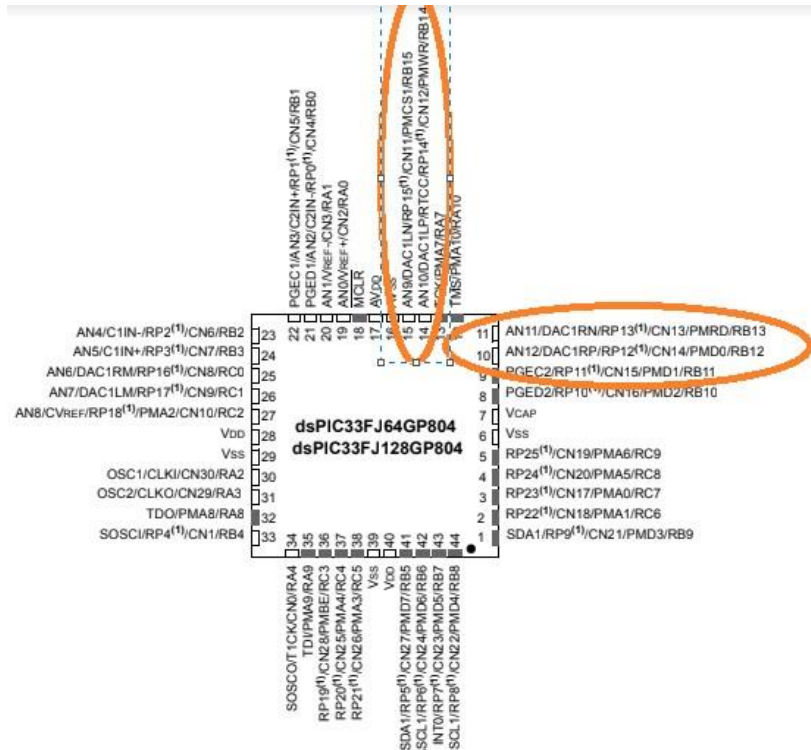 PGEC1/AN3/C2IN+/RP1(1)/CN5/RB1
PGED1/AN2/C2IN-/RP0(1)/CN4/RB0
AN1/VREF-/CN3/RA1
AN0/VREF+/CN2/RA0
MCLR
AVDD
AVSS
AN9/DAC1LN/RP15(1)/CN11/PMCS1/RB15
AN10/DAC1LP/RTCC/RP14(1)/CN12/PMWR/RB14
TCK/PMA7/RA7
TMS/PMA10/RA10
22 21 20 19 18 17 16 15 14 13
AN4/C1IN-/RP2(1)/CN6/RB2 23
AN5/C1IN+/RP3(1)/CN7/RB3 24
AN6/DAC1RM/RP16(1)/CN8/RC0 25
AN7/DAC1LM/RP17(1)/CN9/RC1 26
AN8/CVREF/RP18(1)/PMA2/CN10/RC2 27
VDD 28
VSS 29
OSC1/CLKI/CN30/RA2 30
OSC2/CLKO/CN29/RA3 31
TDO/PMA8/RA8 32
SOSCI/RP4(1)/CN1/RB4 33
dsPIC33FJ64GP804
dsPIC33FJ128GP804
11 AN11/DAC1RN/RP13(1)/CN13/PMRD/RB13
10 AN12/DAC1RP/RP12(1)/CN14/PMD0/RB12
9 PGEC2/RP11(1)/CN15/PMD1/RB11
8 PGED2/RP10(1)/CN16/PMD2/RB10
7 VCAP
6 VSS
5 RP25(1)/CN19/PMA6/RC9
4 RP24(1)/CN20/PMA5/RC8
3 RP23(1)/CN17/PMA0/RC7
2 RP22(1)/CN18/PMA1/RC6
1 SDA1/RP9(1)/CN21/PMD3/RB9
34 35 36 37 38 39 40 41 42 43 44
SOSCO/T1CK/CN0/RA4
TDI/PMA9/RA9
RP19(1)/CN28/PMBE/RC3
RP20(1)/CN25/PMA4/RC4
RP21(1)/CN26/PMA3/RC5
VSS
VDD
SDA1/RP5(1)/CN27/PMD7/RB5
SCL1/RP6(1)/CN24/PMD6/RB6
INT0/RP7(1)/CN23/PMD5/RB7
SCL1/RP8(1)/CN22/PMD4/RB8